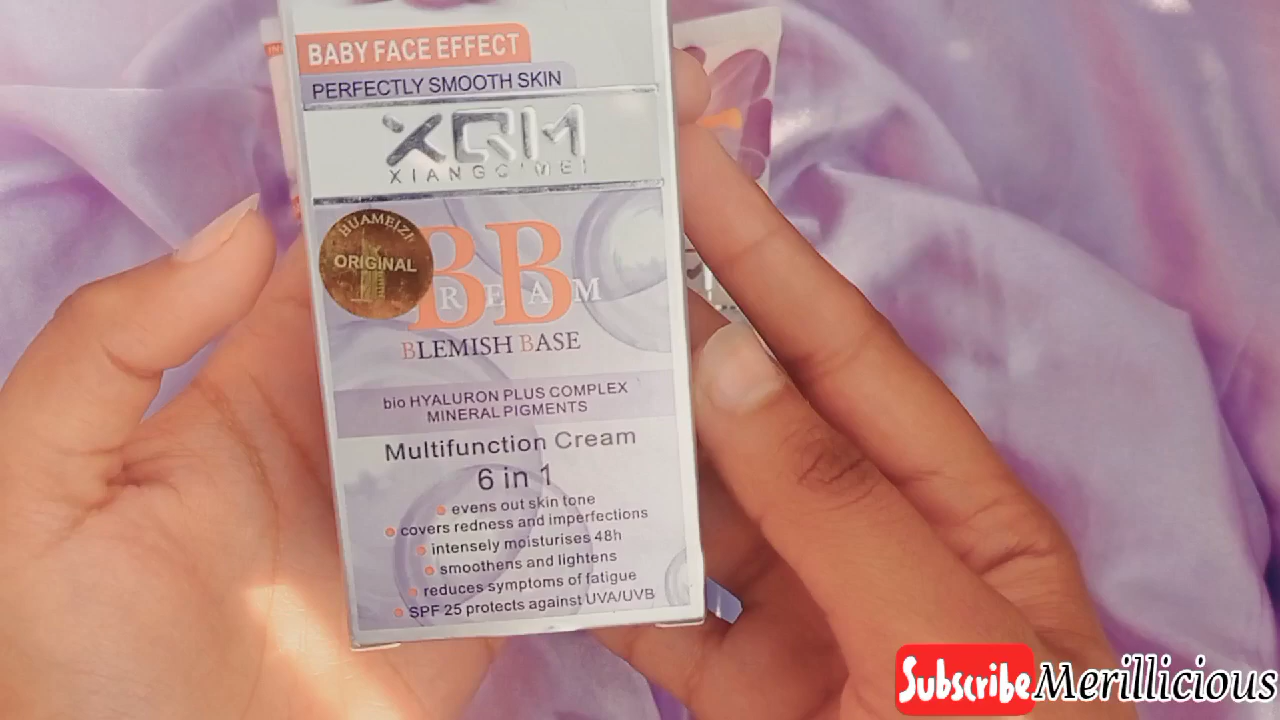 BABY FACE EFFECT
PERFECTLY SMOOTH SKIN
XQM
HUAMEIZI
ORIGINAL
BB
CREAM
BLEMISH BASE
bio HYALURON PLUS COMPLEX
MINERAL PIGMENTS
Multifunction Cream
6 in 1
evens out skin tone
covers redness and imperfections
intensely moisturises 48h
smoothens and lightens
reduces symptoms of fatigue
SPF 25 protects against UVA/UVB
Subscribe Merillicious